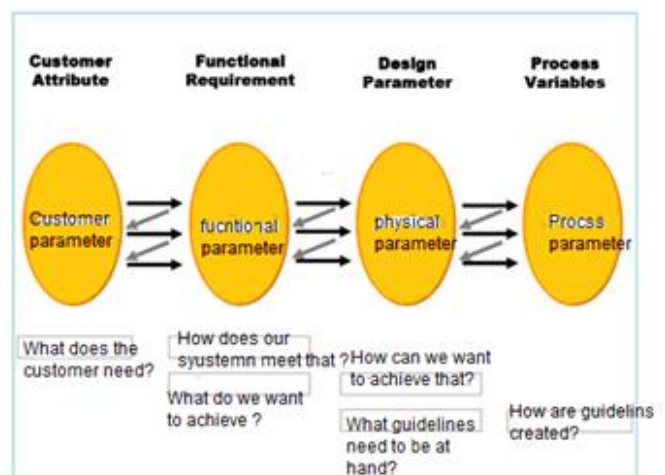 Customer
Attribute
Functional
Requirement
Design
Parameter
Process
Variables
Customer
parameter
fucntional
parameter
physical
parameter
Procss
parameter
What does the
customer need?
How does our
syustemn meet that ?
What do we want
to achieve ?
How can we want
to achieve that?
What guidelines
need to be at
hand?
How are guidelins
created?